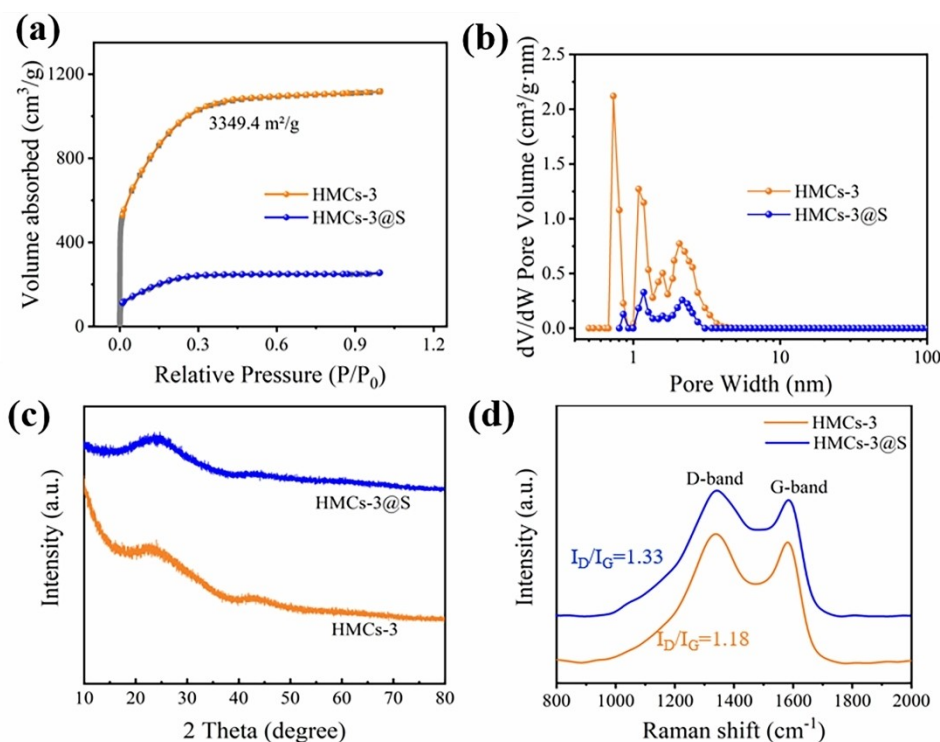 (a)
Volume absorbed (cm³/g)
1200
900
600
300
0
3349.4 m²/g
HMCs-3
HMCs-3@S
0.0 0.3 0.6 0.9 1.2
Relative Pressure (P/P₀)
(b)
dV/dW Pore Volume (cm³/g·nm)
2.5
2.0
1.5
1.0
0.5
0.0
HMCs-3
HMCs-3@S
1 10 100
Pore Width (nm)
(c)
Intensity (a.u.)
HMCs-3@S
HMCs-3
10 20 30 40 50 60 70 80
2 Theta (degree)
(d)
Intensity (a.u.)
HMCs-3
HMCs-3@S
D-band
G-band
I_D/I_G=1.33
I_D/I_G=1.18
800 1000 1200 1400 1600 1800 2000
Raman shift (cm⁻¹)